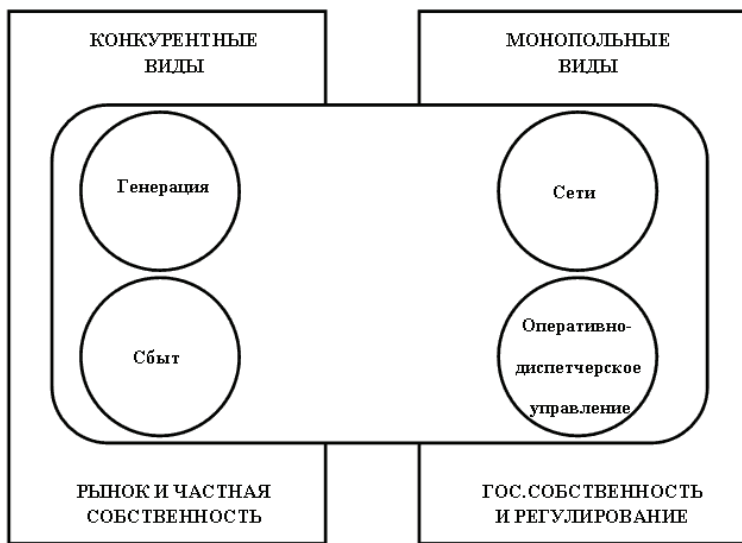 КОНКУРЕНТНЫЕ
ВИДЫ
МОНОПОЛЬНЫЕ
ВИДЫ
Генерация
Сети
Сбыт
Оперативно-
диспетчерское
управление
РЫНОК И ЧАСТНАЯ
СОБСТВЕННОСТЬ
ГОС.СОБСТВЕННОСТЬ
И РЕГУЛИРОВАНИЕ